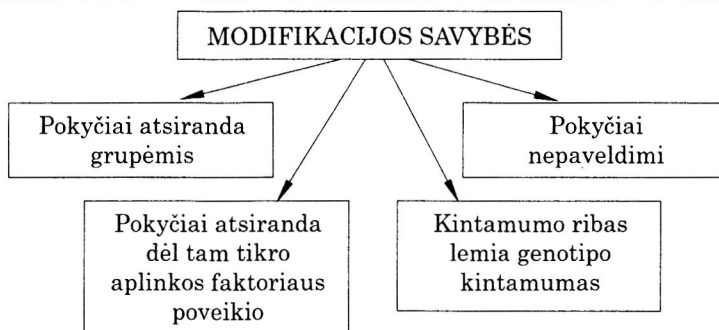 MODIFIKACIJOS SAVYBĖS
Pokyčiai atsiranda
grupėmis
Pokyčiai
nepaveldimi
Pokyčiai atsiranda
dėl tam tikro
aplinkos faktoriaus
poveikio
Kintamumo ribas
lemia genotipo
kintamumas